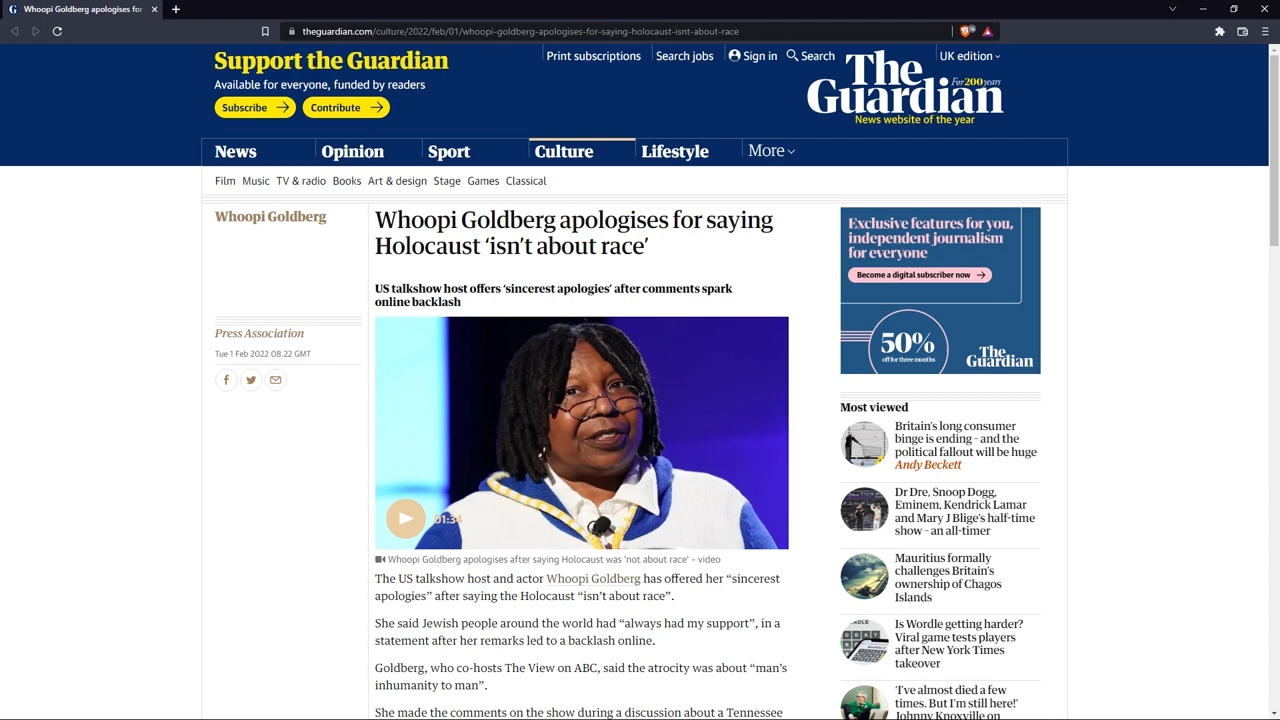 Whoopi Goldberg apologises for
theguardian.com/culture/2022/feb/01/whoopi-goldberg-apologises-for-saying-holocaust-isnt-about-race
Support the Guardian
Available for everyone, funded by readers
Subscribe
Contribute
Print subscriptions
Search jobs
Sign in
Search
UK edition
The Guardian
For 200 years
News website of the year
News
Opinion
Sport
Culture
Lifestyle
More
Film Music TV & radio Books Art & design Stage Games Classical
Whoopi Goldberg
Whoopi Goldberg apologises for saying
Holocaust ‘isn’t about race’
US talkshow host offers ‘sincerest apologies’ after comments spark
online backlash
Press Association
Tue 1 Feb 2022 08.22 GMT
01:34
Whoopi Goldberg apologises after saying Holocaust was 'not about race' – video
The US talkshow host and actor Whoopi Goldberg has offered her “sincerest
apologies” after saying the Holocaust “isn’t about race”.
She said Jewish people around the world had “always had my support”, in a
statement after her remarks led to a backlash online.
Goldberg, who co-hosts The View on ABC, said the atrocity was about “man’s
inhumanity to man”.
She made the comments on the show during a discussion about a Tennessee
Exclusive features for you,
independent journalism
for everyone
Become a digital subscriber now
50%
off for three months
The
Guardian
Most viewed
Britain’s long consumer
binge is ending – and the
political fallout will be huge
Andy Beckett
Dr Dre, Snoop Dogg,
Eminem, Kendrick Lamar
and Mary J Blige’s half-time
show – an all-timer
Mauritius formally
challenges Britain’s
ownership of Chagos
Islands
Is Wordle getting harder?
Viral game tests players
after New York Times
takeover
‘I’ve almost died a few
times. But I’m still here!’
Johnny Knoxville on